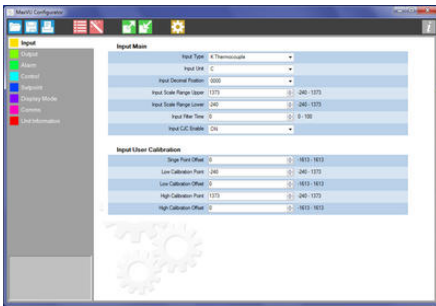 MaxVU Configurator
Input
Output
Alarm
Control
Setpoint
Display Mode
Comms
Unit Information
Input Main
Input Type K Thermocouple
Input Unit C
Input Decimal Position 0000
Input Scale Range Upper 1373 -240 - 1373
Input Scale Range Lower -240 -240 - 1373
Input Filter Time 0 0 - 100
Input CJC Enable ON
Input User Calibration
Single Point Offset 0 -1613 - 1613
Low Calibration Point -240 -240 - 1373
Low Calibration Offset 0 -1613 - 1613
High Calibration Point 1373 -240 - 1373
High Calibration Offset 0 -1613 - 1613